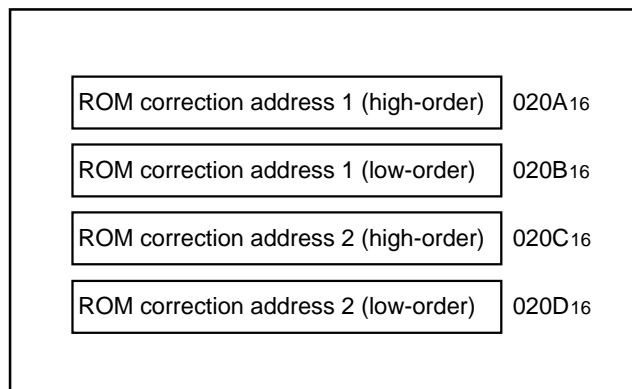 ROM correction address 1 (high-order) 020A16
ROM correction address 1 (low-order) 020B16
ROM correction address 2 (high-order) 020C16
ROM correction address 2 (low-order) 020D16